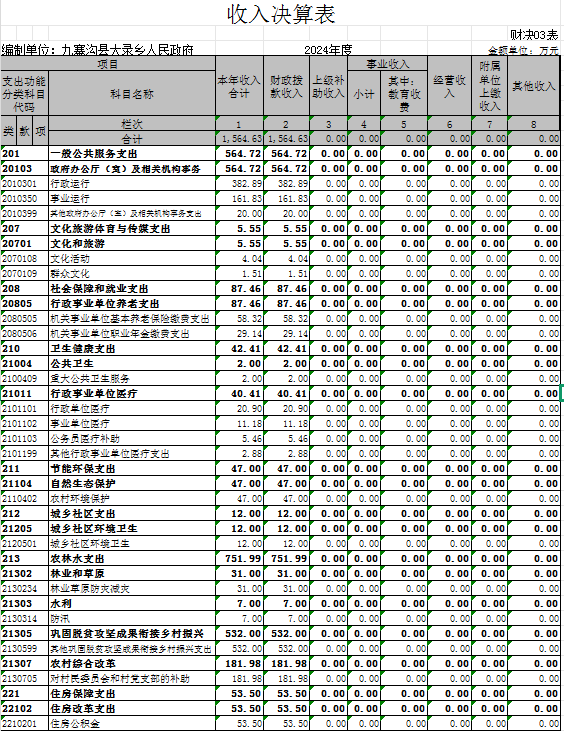 收入决算表
财决03表
编制单位：九寨沟县大录乡人民政府 2024年度 金额单位：万元
项目 本年收入合计 财政拨款收入 上级补助收入 事业收入 经营收入 附属单位上缴收入 其他收入
支出功能分类科目代码 科目名称 小计 其中：教育收费
类 款 项 栏次 1 2 3 4 5 6 7 8
合计 1,564.63 1,564.63 0.00 0.00 0.00 0.00 0.00 0.00
201 一般公共服务支出 564.72 564.72 0.00 0.00 0.00 0.00 0.00 0.00
20103 政府办公厅（室）及相关机构事务 564.72 564.72 0.00 0.00 0.00 0.00 0.00 0.00
2010301 行政运行 382.89 382.89 0.00 0.00 0.00 0.00 0.00 0.00
2010350 事业运行 161.83 161.83 0.00 0.00 0.00 0.00 0.00 0.00
2010399 其他政府办公厅（室）及相关机构事务支出 20.00 20.00 0.00 0.00 0.00 0.00 0.00 0.00
207 文化旅游体育与传媒支出 5.55 5.55 0.00 0.00 0.00 0.00 0.00 0.00
20701 文化和旅游 5.55 5.55 0.00 0.00 0.00 0.00 0.00 0.00
2070108 文化活动 4.04 4.04 0.00 0.00 0.00 0.00 0.00 0.00
2070109 群众文化 1.51 1.51 0.00 0.00 0.00 0.00 0.00 0.00
208 社会保障和就业支出 87.46 87.46 0.00 0.00 0.00 0.00 0.00 0.00
20805 行政事业单位养老支出 87.46 87.46 0.00 0.00 0.00 0.00 0.00 0.00
2080505 机关事业单位基本养老保险缴费支出 58.32 58.32 0.00 0.00 0.00 0.00 0.00 0.00
2080506 机关事业单位职业年金缴费支出 29.14 29.14 0.00 0.00 0.00 0.00 0.00 0.00
210 卫生健康支出 42.41 42.41 0.00 0.00 0.00 0.00 0.00 0.00
21004 公共卫生 2.00 2.00 0.00 0.00 0.00 0.00 0.00 0.00
2100409 重大公共卫生服务 2.00 2.00 0.00 0.00 0.00 0.00 0.00 0.00
21011 行政事业单位医疗 40.41 40.41 0.00 0.00 0.00 0.00 0.00 0.00
2101101 行政单位医疗 20.90 20.90 0.00 0.00 0.00 0.00 0.00 0.00
2101102 事业单位医疗 11.18 11.18 0.00 0.00 0.00 0.00 0.00 0.00
2101103 公务员医疗补助 5.46 5.46 0.00 0.00 0.00 0.00 0.00 0.00
2101199 其他行政事业单位医疗支出 2.88 2.88 0.00 0.00 0.00 0.00 0.00 0.00
211 节能环保支出 47.00 47.00 0.00 0.00 0.00 0.00 0.00 0.00
21104 自然生态保护 47.00 47.00 0.00 0.00 0.00 0.00 0.00 0.00
2110402 农村环境保护 47.00 47.00 0.00 0.00 0.00 0.00 0.00 0.00
212 城乡社区支出 12.00 12.00 0.00 0.00 0.00 0.00 0.00 0.00
21205 城乡社区环境卫生 12.00 12.00 0.00 0.00 0.00 0.00 0.00 0.00
2120501 城乡社区环境卫生 12.00 12.00 0.00 0.00 0.00 0.00 0.00 0.00
213 农林水支出 751.99 751.99 0.00 0.00 0.00 0.00 0.00 0.00
21302 林业和草原 31.00 31.00 0.00 0.00 0.00 0.00 0.00 0.00
2130234 林业草原防灾减灾 31.00 31.00 0.00 0.00 0.00 0.00 0.00 0.00
21303 水利 7.00 7.00 0.00 0.00 0.00 0.00 0.00 0.00
2130314 防汛 7.00 7.00 0.00 0.00 0.00 0.00 0.00 0.00
21305 巩固脱贫攻坚成果衔接乡村振兴 532.00 532.00 0.00 0.00 0.00 0.00 0.00 0.00
2130599 其他巩固脱贫攻坚成果衔接乡村振兴支出 532.00 532.00 0.00 0.00 0.00 0.00 0.00 0.00
21307 农村综合改革 181.98 181.98 0.00 0.00 0.00 0.00 0.00 0.00
2130705 对村民委员会和村党支部的补助 181.98 181.98 0.00 0.00 0.00 0.00 0.00 0.00
221 住房保障支出 53.50 53.50 0.00 0.00 0.00 0.00 0.00 0.00
22102 住房改革支出 53.50 53.50 0.00 0.00 0.00 0.00 0.00 0.00
2210201 住房公积金 53.50 53.50 0.00 0.00 0.00 0.00 0.00 0.00